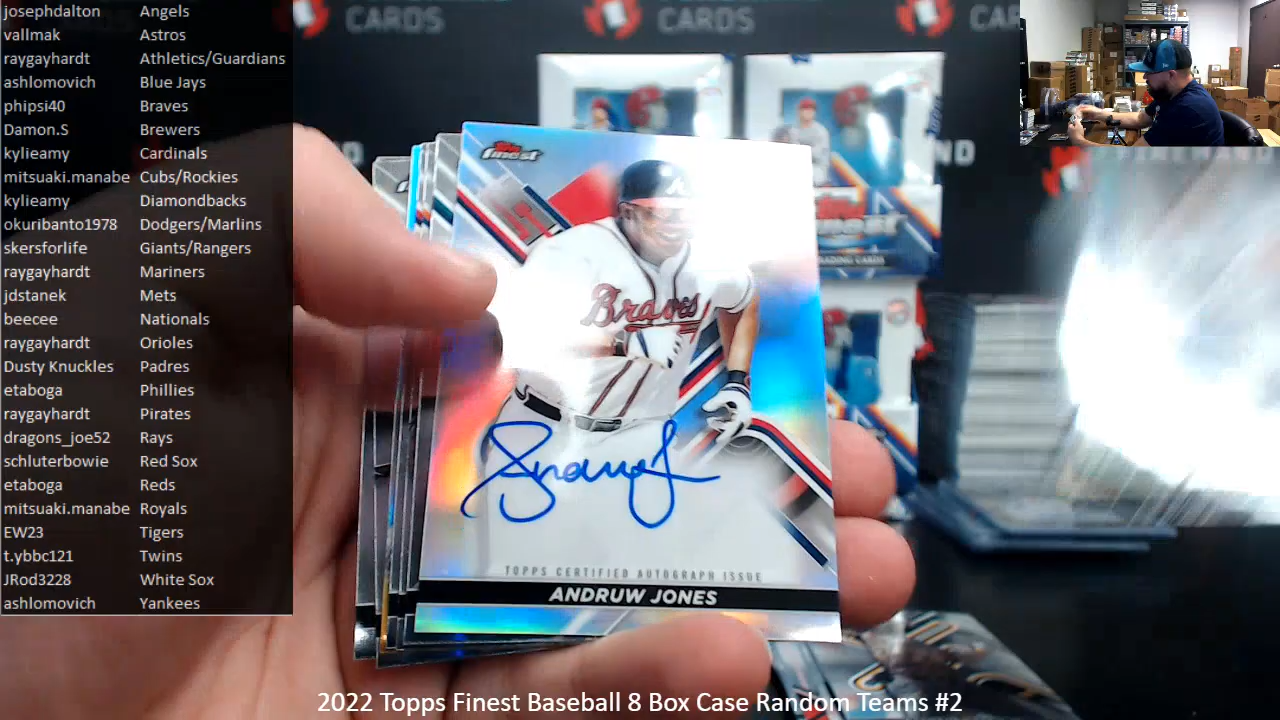 josephdalton Angels
vallmak Astros
raygayhardt Athletics/Guardians
ashlomovich Blue Jays
phipsi40 Braves
Damon.S Brewers
kylieamy Cardinals
mitsuaki.manabe Cubs/Rockies
kylieamy Diamondbacks
okuribanto1978 Dodgers/Marlins
skersforlife Giants/Rangers
raygayhardt Mariners
jdstanek Mets
beecee Nationals
raygayhardt Orioles
Dusty Knuckles Padres
etaboga Phillies
raygayhardt Pirates
dragons_joe52 Rays
schluterbowie Red Sox
etaboga Reds
mitsuaki.manabe Royals
EW23 Tigers
t.ybbc121 Twins
JRod3228 White Sox
ashlomovich Yankees
CARDS
CARDS
Topps
finest
Braves
TOPPS CERTIFIED AUTOGRAPH ISSUE
ANDRUW JONES
TRADING CARDS
2022 Topps Finest Baseball 8 Box Case Random Teams #2